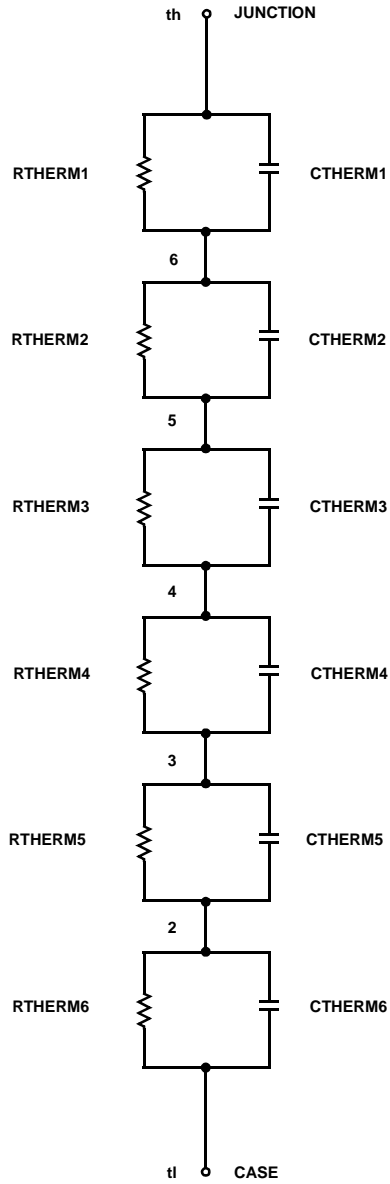 th JUNCTION
RTHERM1 CTHERM1
6
RTHERM2 CTHERM2
5
RTHERM3 CTHERM3
4
RTHERM4 CTHERM4
3
RTHERM5 CTHERM5
2
RTHERM6 CTHERM6
tl CASE